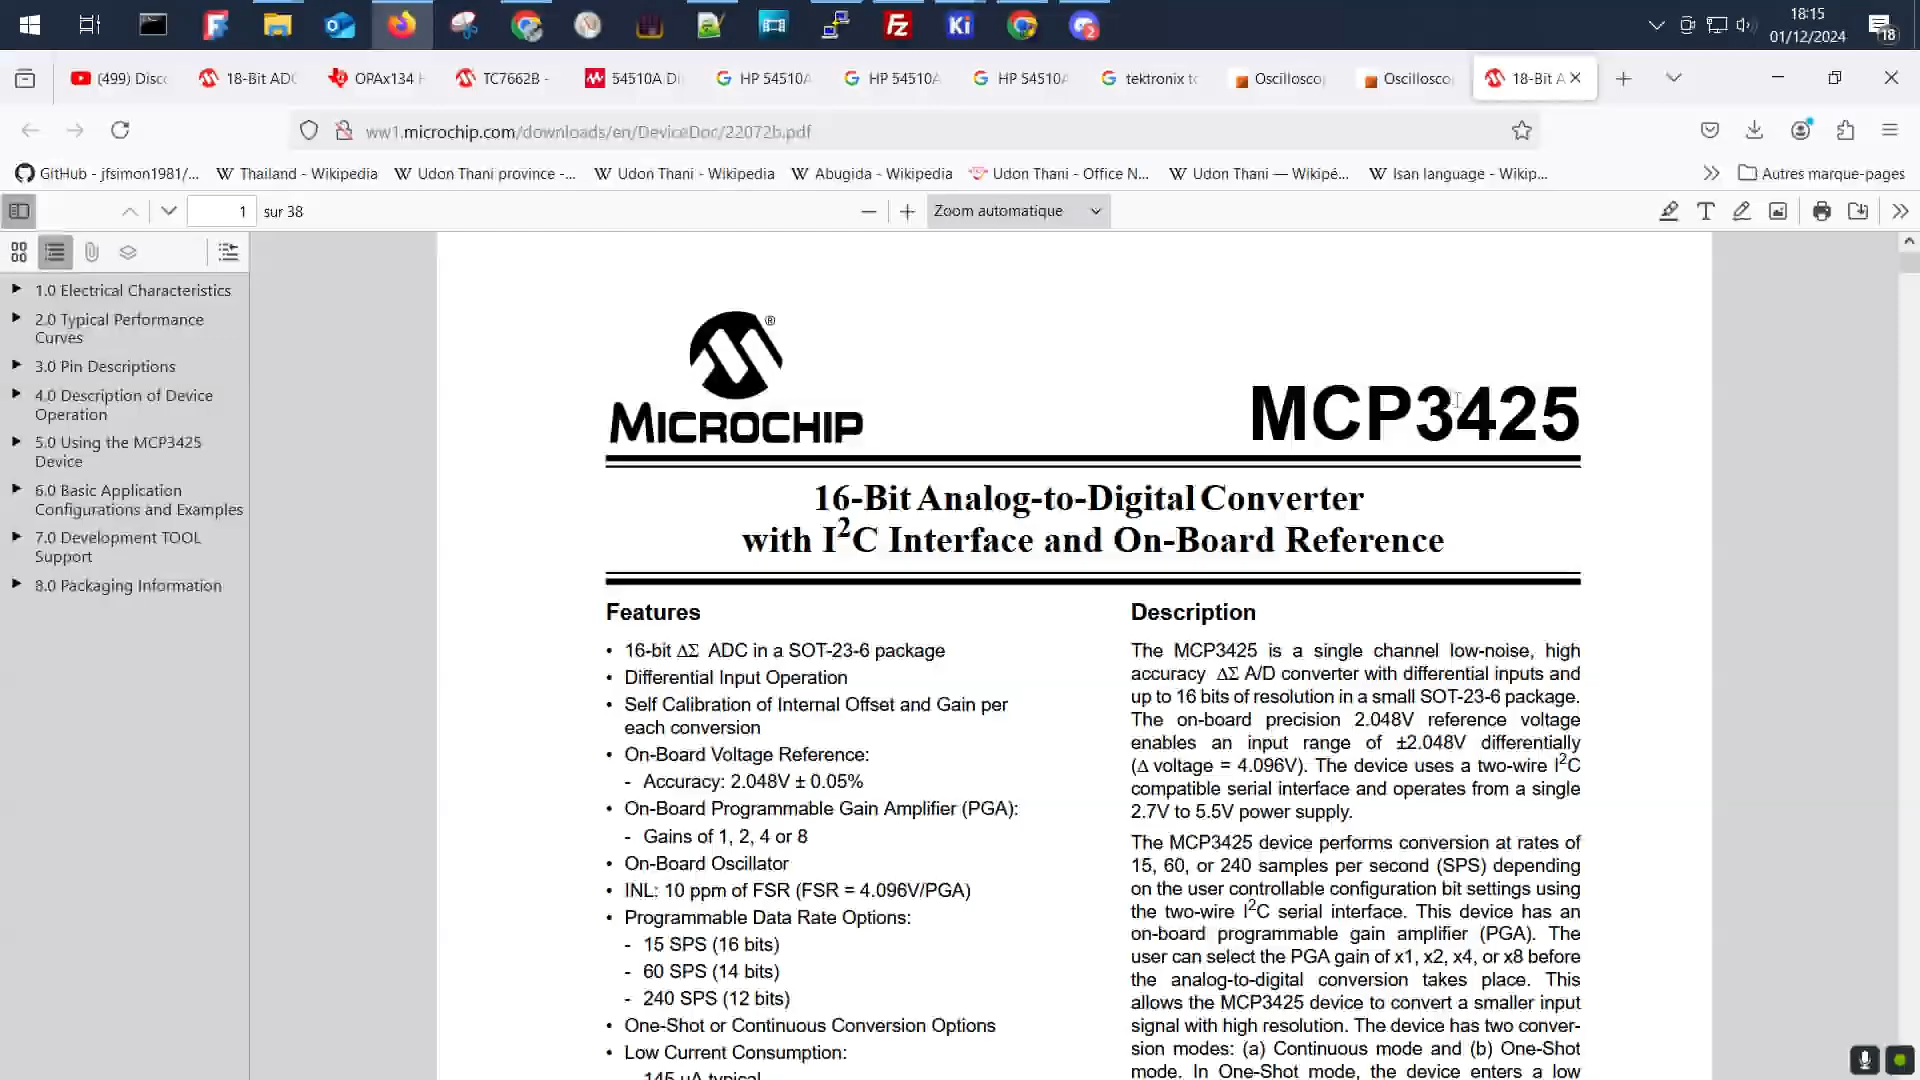 18:15
01/12/2024
18
2
(499) Disc
18-Bit ADC
OPAx134
TC7662B -
54510A Di
HP 54510A
HP 54510A
HP 54510A
tektronix t
Oscillosco
Oscillosco
18-Bit A
ww1.microchip.com/downloads/en/DeviceDoc/22072b.pdf
GitHub - jfsimon1981/...
Thailand - Wikipedia
Udon Thani province -...
Udon Thani - Wikipedia
Abugida - Wikipedia
Udon Thani - Office N...
Udon Thani — Wikipé...
Isan language - Wikip...
Autres marque-pages
1
sur 38
Zoom automatique
1.0 Electrical Characteristics
2.0 Typical Performance
Curves
3.0 Pin Descriptions
4.0 Description of Device
Operation
5.0 Using the MCP3425
Device
6.0 Basic Application
Configurations and Examples
7.0 Development TOOL
Support
8.0 Packaging Information
®
MICROCHIP
MCP3425
16-Bit Analog-to-Digital Converter
with I²C Interface and On-Board Reference
Features
• 16-bit ΔΣ ADC in a SOT-23-6 package
• Differential Input Operation
• Self Calibration of Internal Offset and Gain per
each conversion
• On-Board Voltage Reference:
- Accuracy: 2.048V ± 0.05%
• On-Board Programmable Gain Amplifier (PGA):
- Gains of 1, 2, 4 or 8
• On-Board Oscillator
• INL: 10 ppm of FSR (FSR = 4.096V/PGA)
• Programmable Data Rate Options:
- 15 SPS (16 bits)
- 60 SPS (14 bits)
- 240 SPS (12 bits)
• One-Shot or Continuous Conversion Options
• Low Current Consumption:
- 145 µA typical
Description
The MCP3425 is a single channel low-noise, high
accuracy ΔΣ A/D converter with differential inputs and
up to 16 bits of resolution in a small SOT-23-6 package.
The on-board precision 2.048V reference voltage
enables an input range of ±2.048V differentially
(Δ voltage = 4.096V). The device uses a two-wire I²C
compatible serial interface and operates from a single
2.7V to 5.5V power supply.
The MCP3425 device performs conversion at rates of
15, 60, or 240 samples per second (SPS) depending
on the user controllable configuration bit settings using
the two-wire I²C serial interface. This device has an
on-board programmable gain amplifier (PGA). The
user can select the PGA gain of x1, x2, x4, or x8 before
the analog-to-digital conversion takes place. This
allows the MCP3425 device to convert a smaller input
signal with high resolution. The device has two conver-
sion modes: (a) Continuous mode and (b) One-Shot
mode. In One-Shot mode, the device enters a low